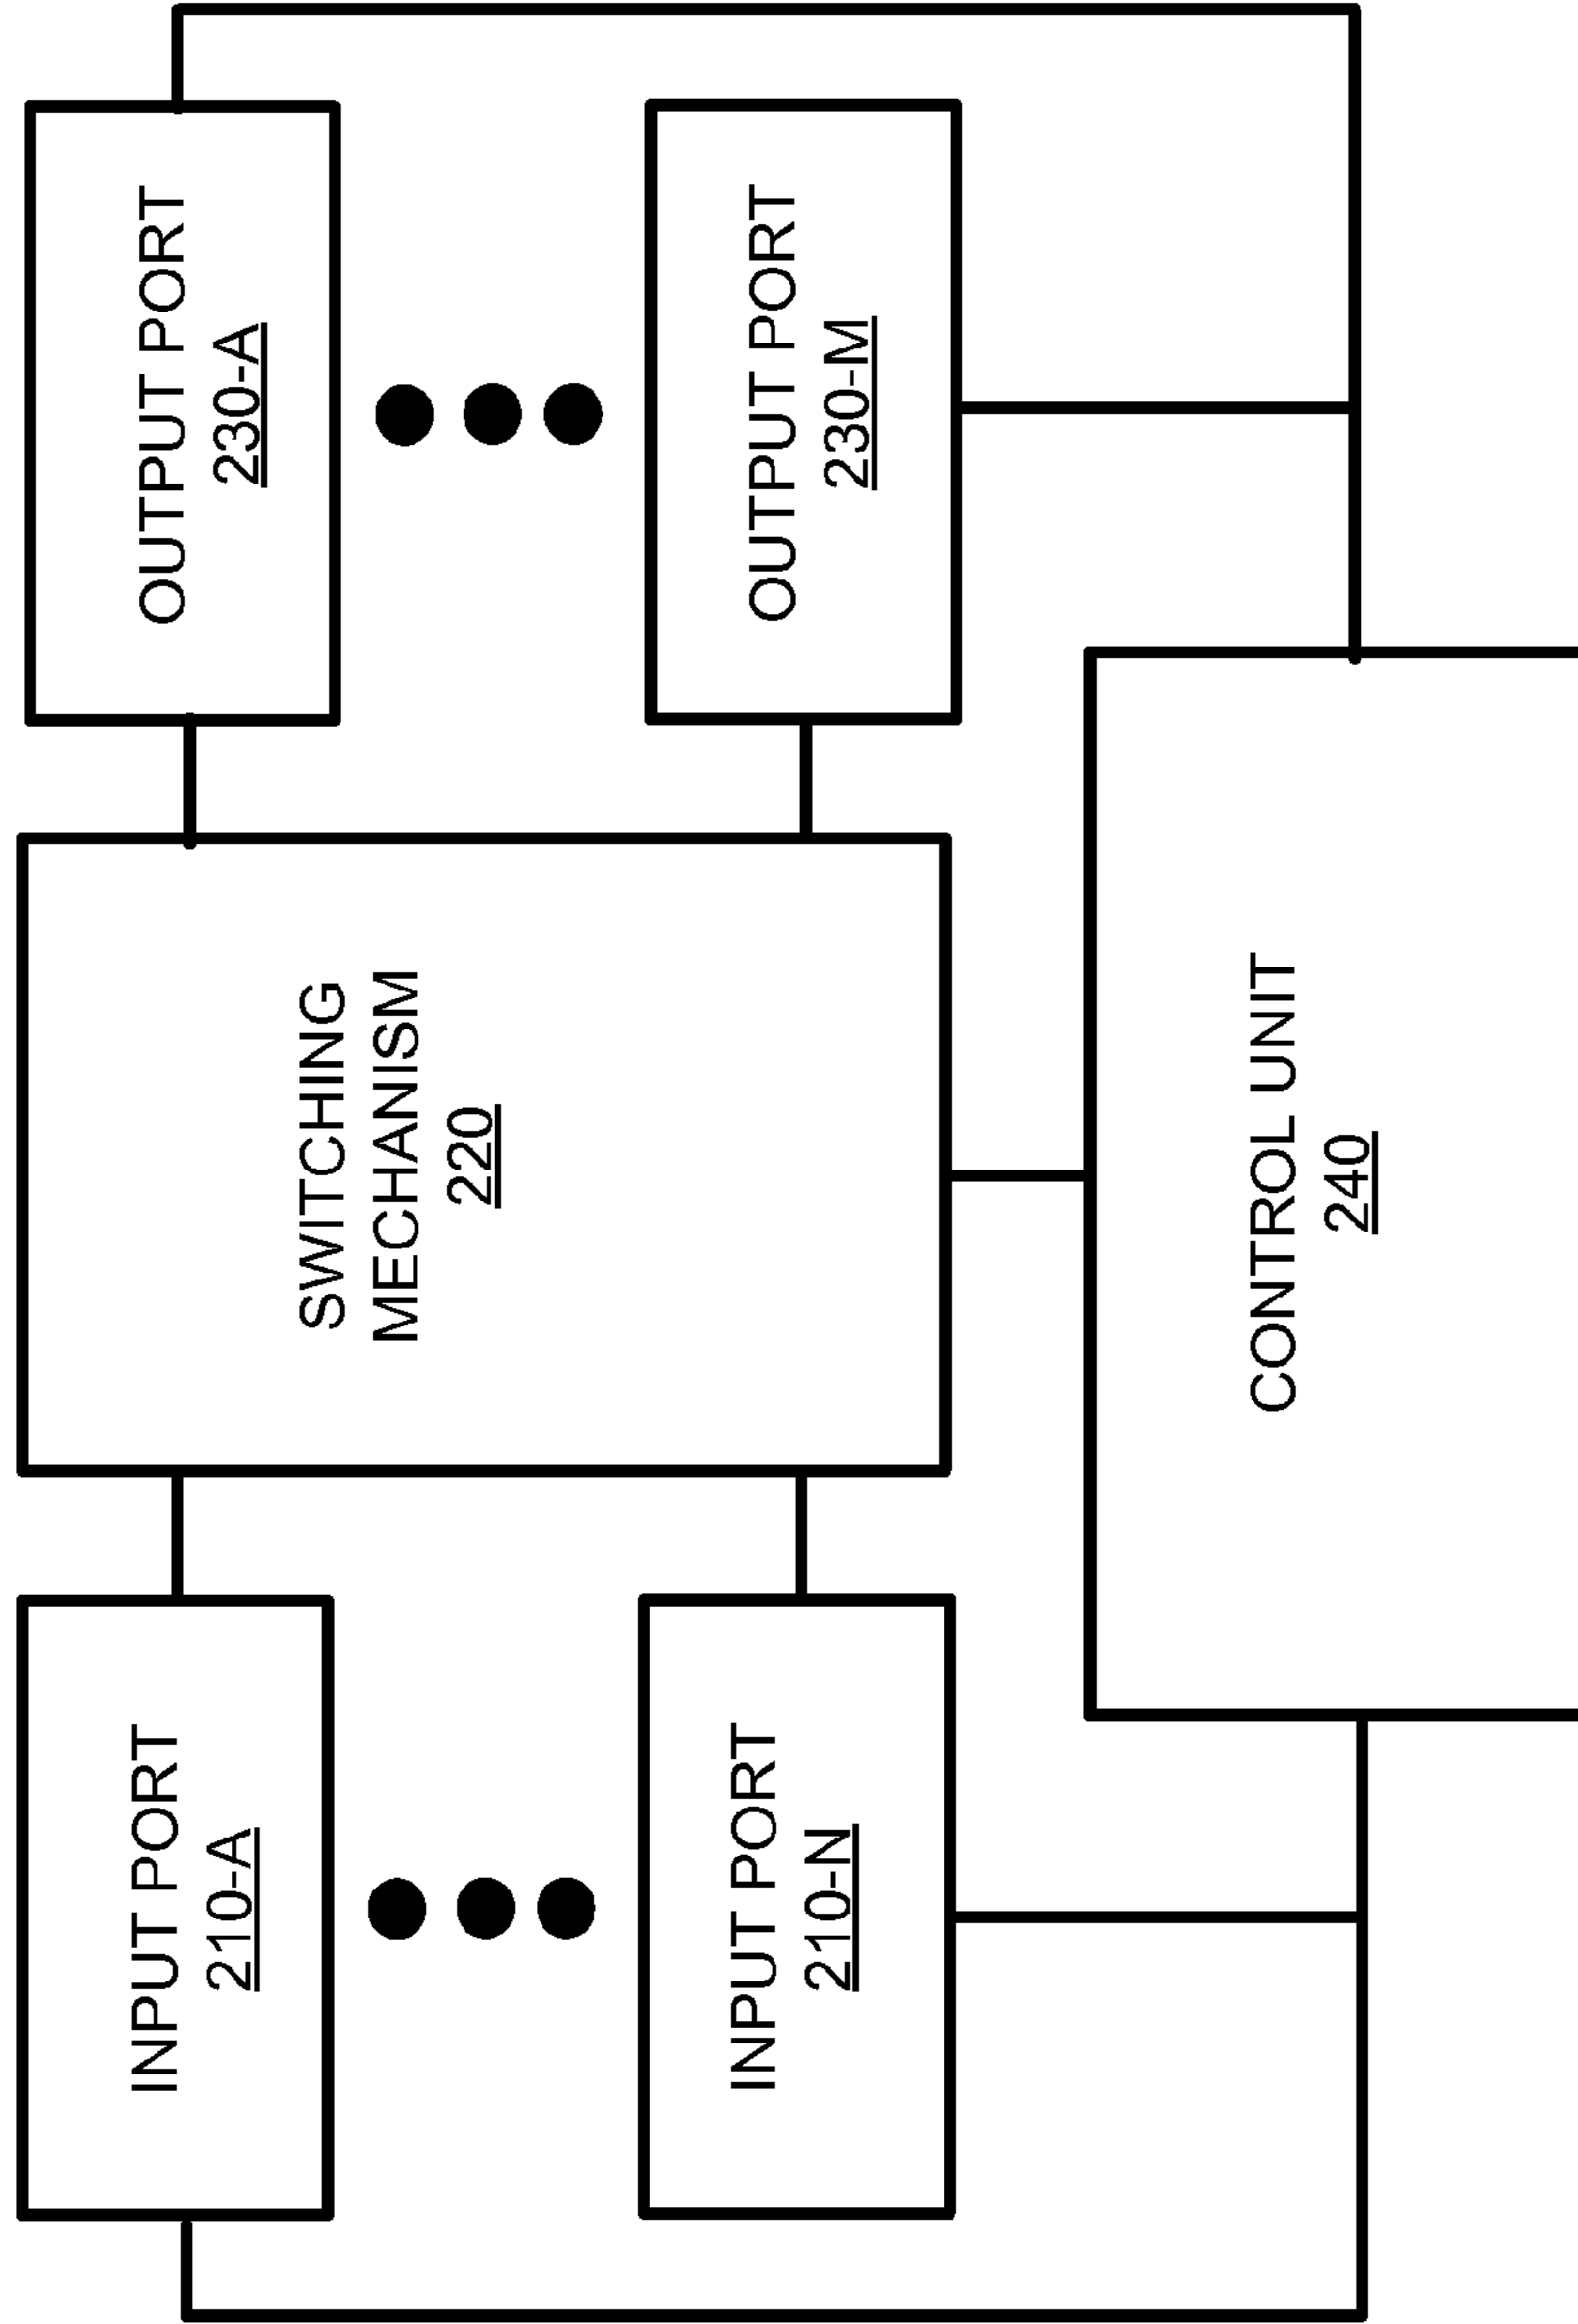 INPUT PORT
210-A
INPUT PORT
210-N
SWITCHING
MECHANISM
220
OUTPUT PORT
230-A
OUTPUT PORT
230-M
CONTROL UNIT
240